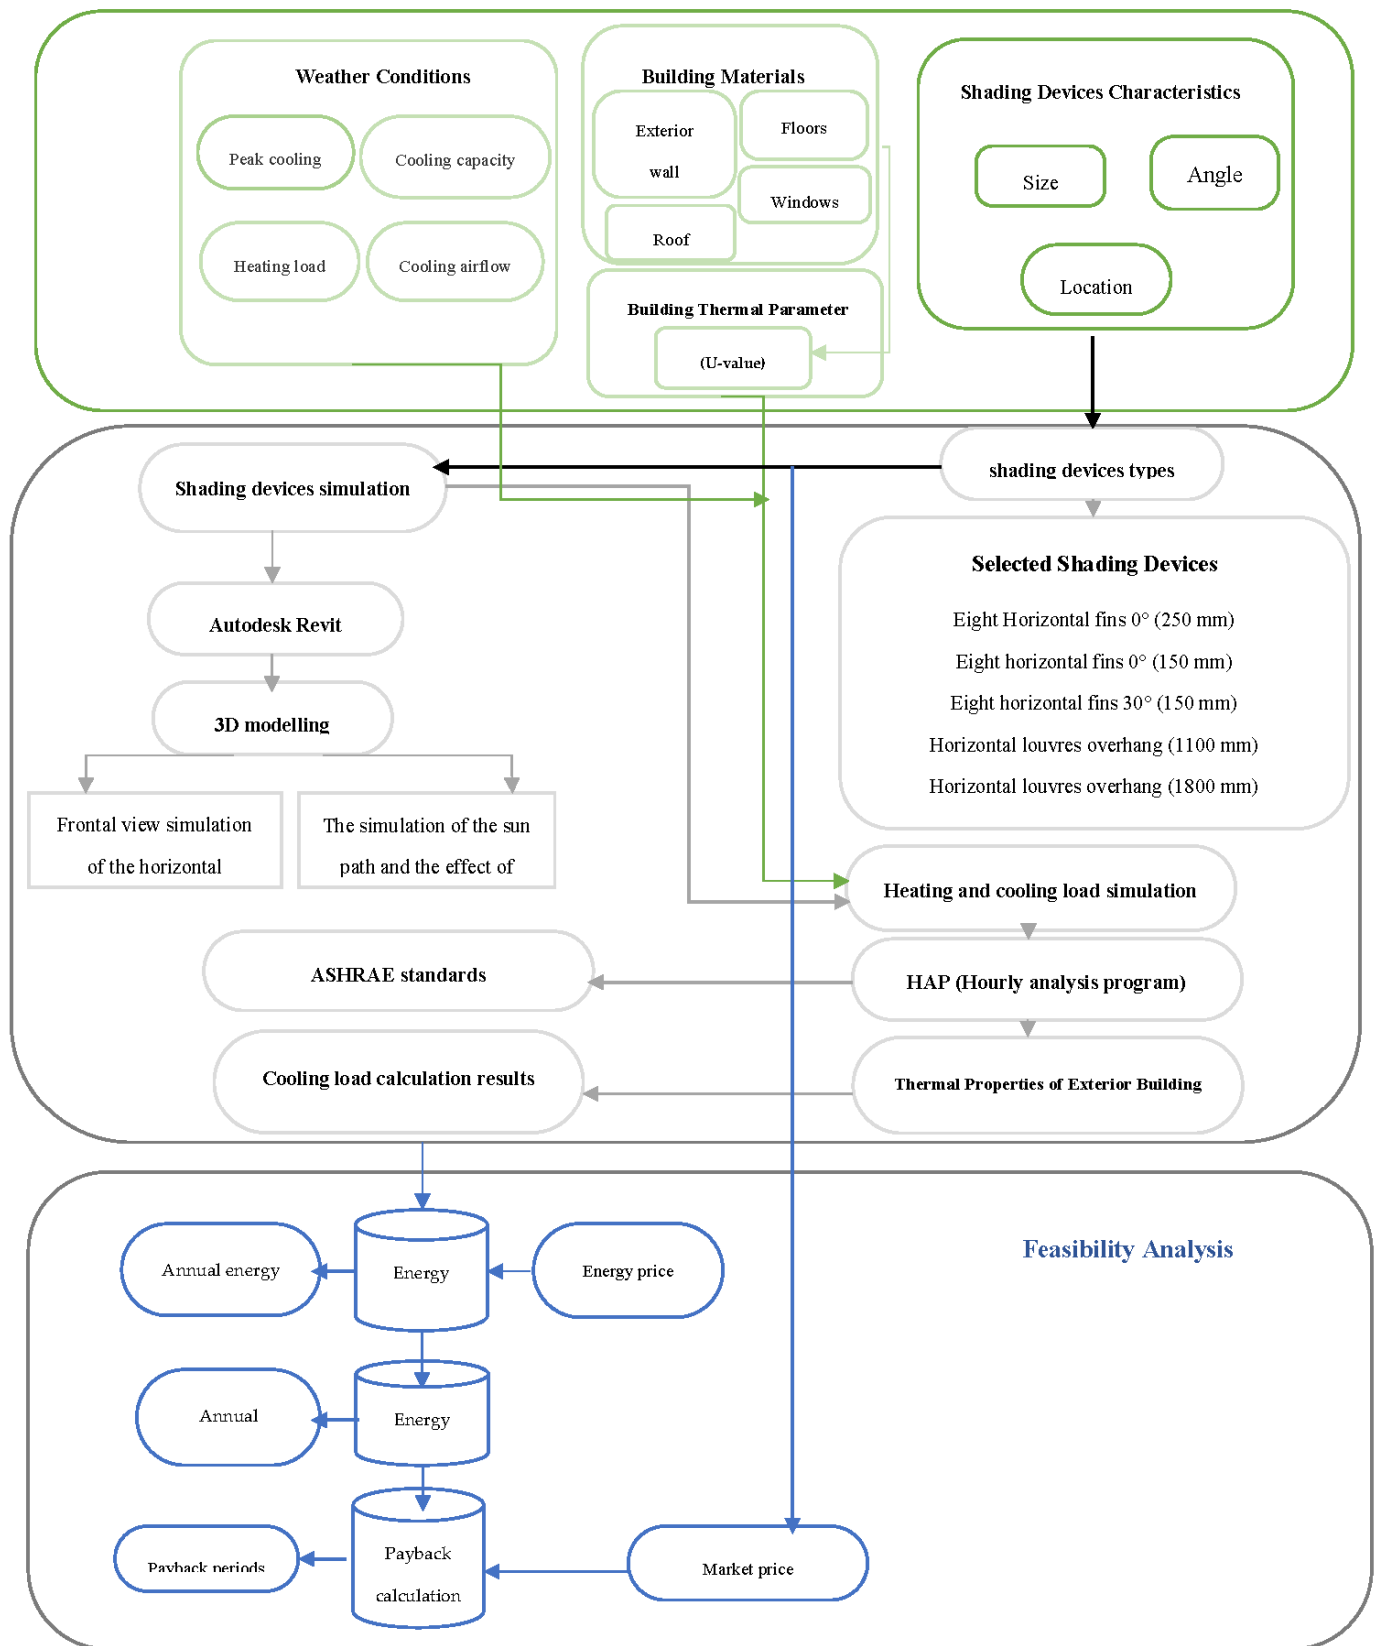 Weather Conditions
Peak cooling
Cooling capacity
Heating load
Cooling airflow
Building Materials
Exterior
wall
Floors
Windows
Roof
Building Thermal Parameter
(U-value)
Shading Devices Characteristics
Size
Angle
Location
Shading devices simulation
shading devices types
Autodesk Revit
3D modelling
Frontal view simulation
of the horizontal
The simulation of the sun
path and the effect of
Selected Shading Devices
Eight Horizontal fins 0° (250 mm)
Eight horizontal fins 0° (150 mm)
Eight horizontal fins 30° (150 mm)
Horizontal louvres overhang (1100 mm)
Horizontal louvres overhang (1800 mm)
Heating and cooling load simulation
ASHRAE standards
HAP (Hourly analysis program)
Cooling load calculation results
Thermal Properties of Exterior Building
Feasibility Analysis
Annual energy
Energy
Energy price
Annual
Energy
Payback periods
Payback
calculation
Market price